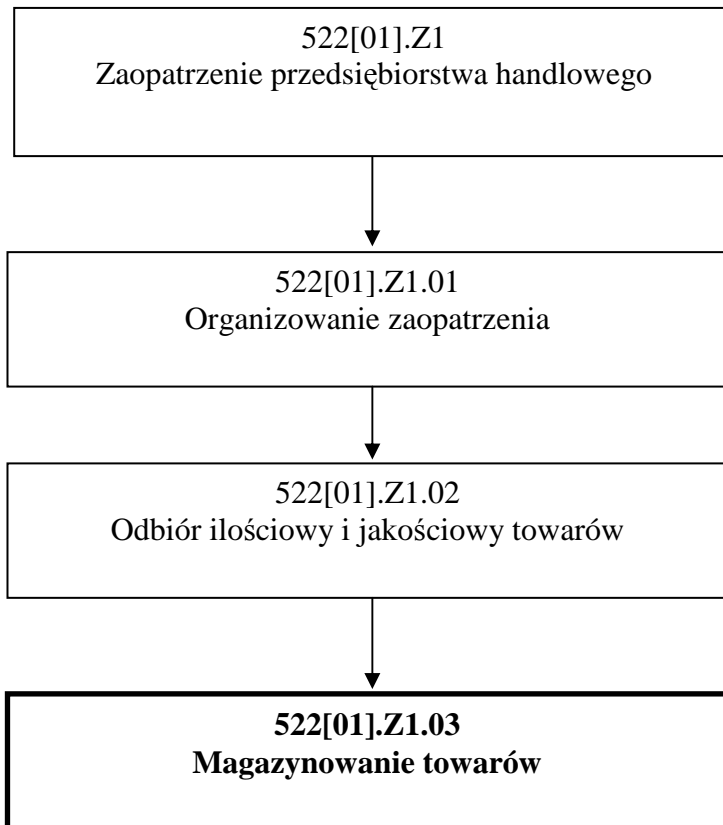 522[01].Z1
Zaopatrzenie przedsiębiorstwa handlowego
522[01].Z1.01
Organizowanie zaopatrzenia
522[01].Z1.02
Odbiór ilościowy i jakościowy towarów
522[01].Z1.03
Magazynowanie towarów